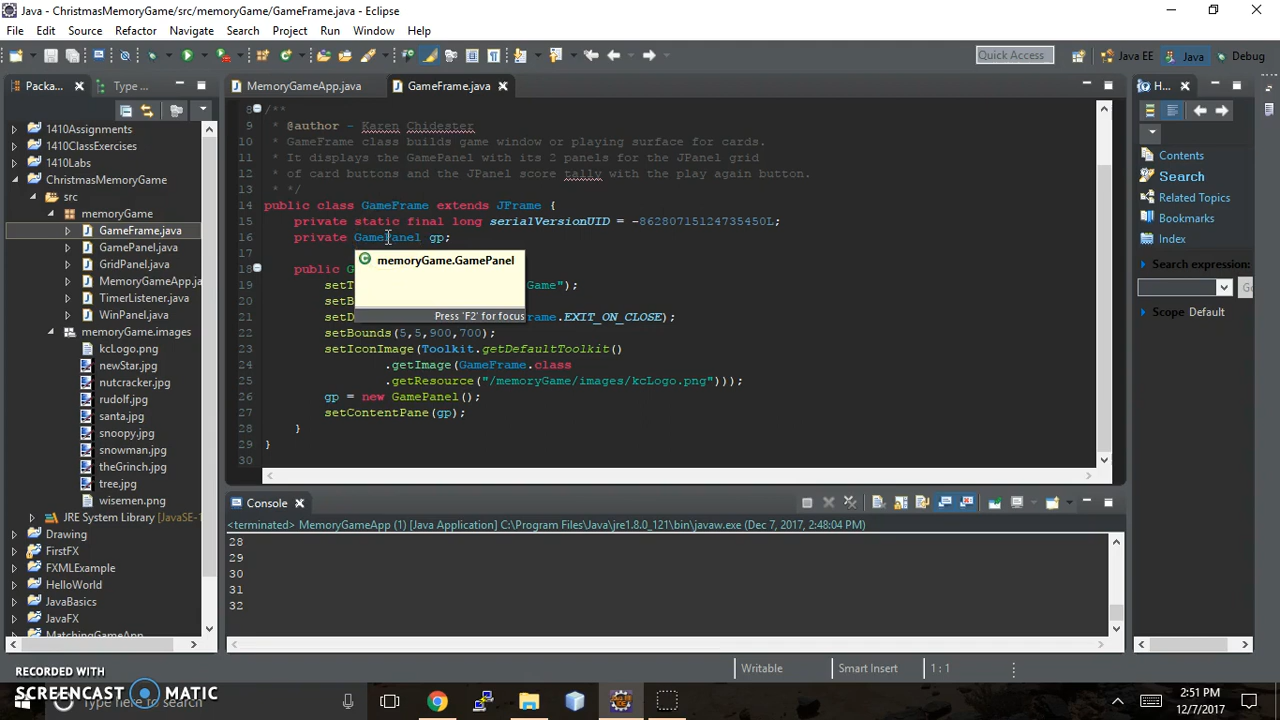 Java - ChristmasMemoryGame/src/memoryGame/GameFrame.java - Eclipse
File Edit Source Refactor Navigate Search Project Run Window Help
Quick Access Java EE Java Debug
Packa... Type ...
1410Assignments
1410ClassExercises
1410Labs
ChristmasMemoryGame
src
memoryGame
GameFrame.java
GamePanel.java
GridPanel.java
MemoryGameApp.ja
TimerListener.java
WinPanel.java
memoryGame.images
kcLogo.png
newStar.jpg
nutcracker.jpg
rudolf.jpg
santa.jpg
snoopy.jpg
snowman.jpg
theGrinch.jpg
tree.jpg
wisemen.png
JRE System Library [JavaSE-1
Drawing
FirstFX
FXMLExample
HelloWorld
JavaBasics
JavaFX
MatchingGameApp
MemoryGameApp.java GameFrame.java
8 /**
9 * @author - Karen Chidester
10 * GameFrame class builds game window or playing surface for cards.
11 * It displays the GamePanel with its 2 panels for the JPanel grid
12 * of card buttons and the JPanel score tally with the play again button.
13 * */
14 public class GameFrame extends JFrame {
15 private static final long serialVersionUID = -86280715124735450L;
16 private GamePanel gp;
17
18 public G
19 setT Game");
20 setB
21 setD rame.EXIT_ON_CLOSE);
22 setBounds(5,5,900,700);
23 setIconImage(Toolkit.getDefaultToolkit()
24 .getImage(GameFrame.class
25 .getResource("/memoryGame/images/kcLogo.png")));
26 gp = new GamePanel();
27 setContentPane(gp);
28 }
29 }
30
memoryGame.GamePanel
Press 'F2' for focus
H...
Contents
Search
Related Topics
Bookmarks
Index
Search expression:
Go
Scope Default
Console
<terminated> MemoryGameApp (1) [Java Application] C:\Program Files\Java\jre1.8.0_121\bin\javaw.exe (Dec 7, 2017, 2:48:04 PM)
28
29
30
31
32
Writable Smart Insert 1 : 1
RECORDED WITH
SCREENCAST MATIC
Type here to search
2:51 PM
12/7/2017